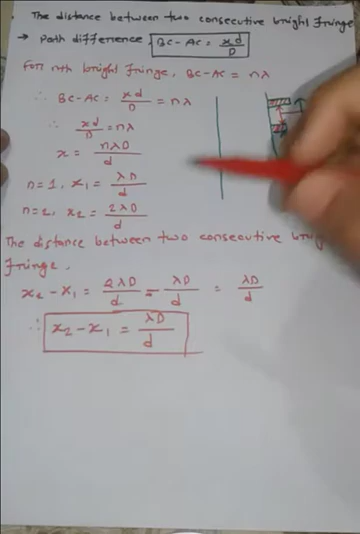 . The distance between two consecutive bright fringe
→ Path difference BC-AC = xd/D
For nth bright fringe, BC-AC = nλ
∴ BC-AC = xd/D = nλ
∴ xd/D = nλ
x = nλD/d
n=1, x₁ = λD/d
n=2, x₂ = 2λD/d
The distance between two consecutive
fringe.
x₂ - x₁ = 2λD/d - λD/d = λD/d
∴ x₂ - x₁ = λD/d